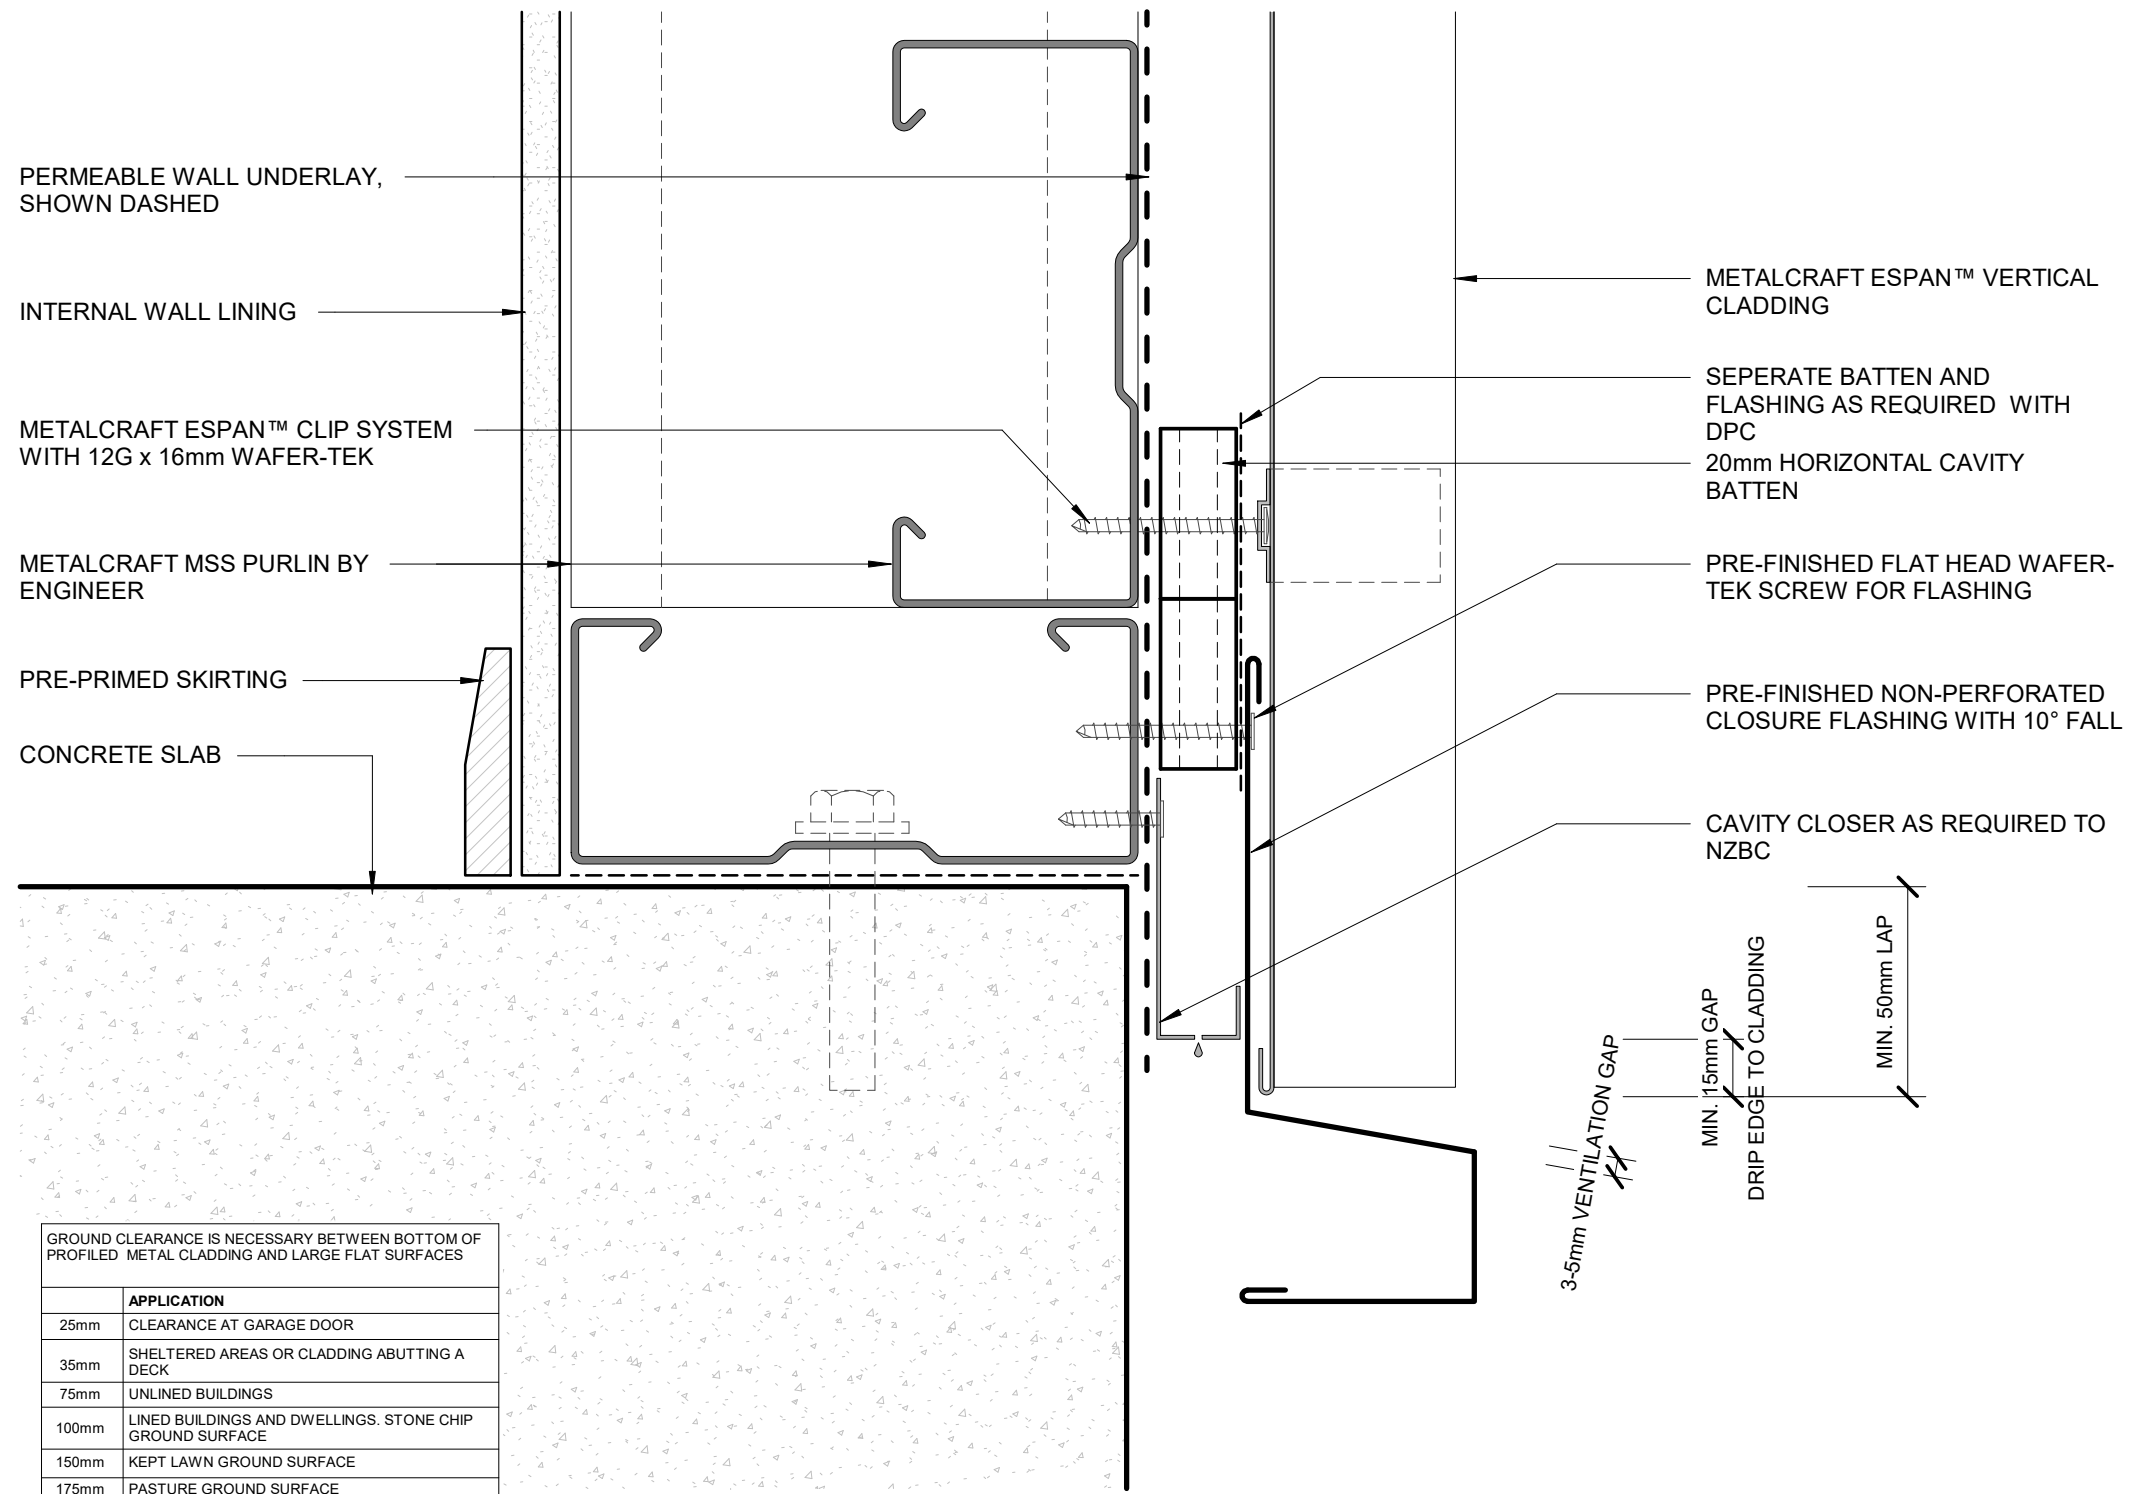 PERMEABLE WALL UNDERLAY,
SHOWN DASHED
INTERNAL WALL LINING
METALCRAFT ESPAN™ CLIP SYSTEM
WITH 12G x 16mm WAFER-TEK
METALCRAFT MSS PURLIN BY
ENGINEER
PRE-PRIMED SKIRTING
CONCRETE SLAB
METALCRAFT ESPAN™ VERTICAL
CLADDING
SEPERATE BATTEN AND
FLASHING AS REQUIRED WITH
DPC
20mm HORIZONTAL CAVITY
BATTEN
PRE-FINISHED FLAT HEAD WAFER-
TEK SCREW FOR FLASHING
PRE-FINISHED NON-PERFORATED
CLOSURE FLASHING WITH 10° FALL
CAVITY CLOSER AS REQUIRED TO
NZBC
3-5mm VENTILATION GAP
MIN. 15mm GAP
DRIP EDGE TO CLADDING
MIN. 50mm LAP
GROUND CLEARANCE IS NECESSARY BETWEEN BOTTOM OF
PROFILED METAL CLADDING AND LARGE FLAT SURFACES
APPLICATION
25mm CLEARANCE AT GARAGE DOOR
35mm SHELTERED AREAS OR CLADDING ABUTTING A
DECK
75mm UNLINED BUILDINGS
100mm LINED BUILDINGS AND DWELLINGS. STONE CHIP
GROUND SURFACE
150mm KEPT LAWN GROUND SURFACE
175mm PASTURE GROUND SURFACE